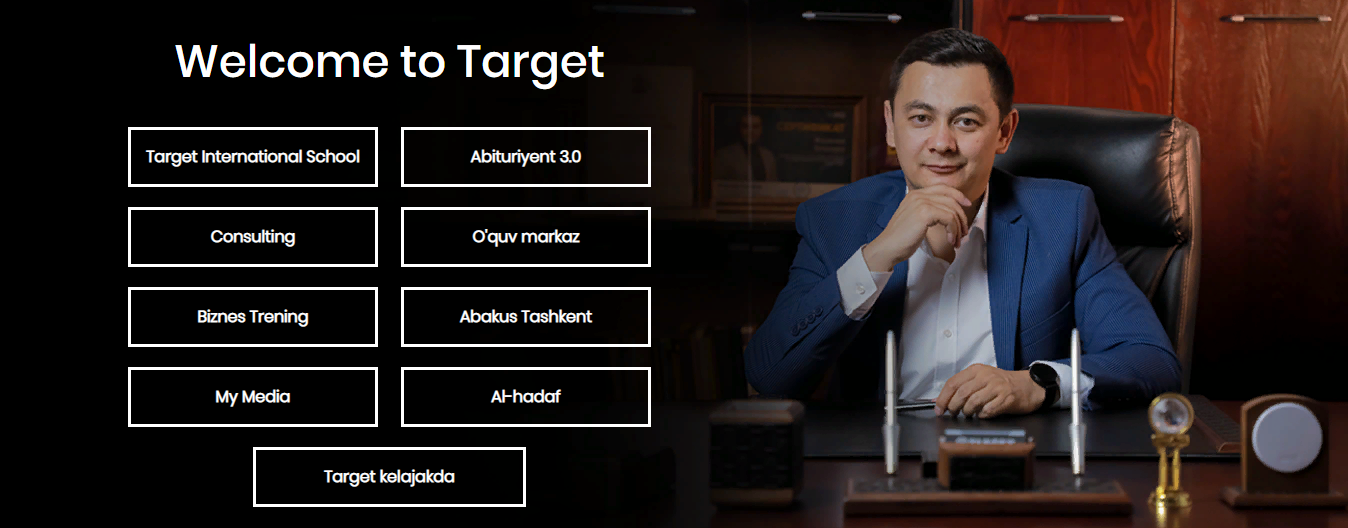 Welcome to Target
Target International School
Abituriyent 3.0
Consulting
O'quv markaz
Biznes Trening
Abakus Tashkent
My Media
Al-hadaf
Target kelajakda